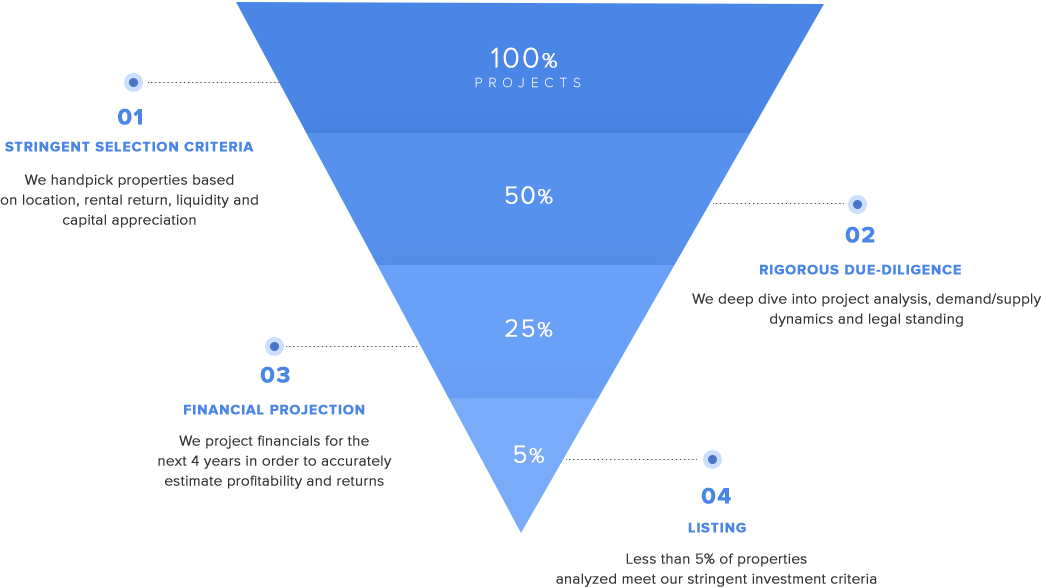 100%
PROJECTS
01
STRINGENT SELECTION CRITERIA
We handpick properties based
on location, rental return, liquidity and
capital appreciation
50%
02
RIGOROUS DUE-DILIGENCE
We deep dive into project analysis, demand/supply
dynamics and legal standing
25%
03
FINANCIAL PROJECTION
We project financials for the
next 4 years in order to accurately
estimate profitability and returns
5%
04
LISTING
Less than 5% of properties
analyzed meet our stringent investment criteria